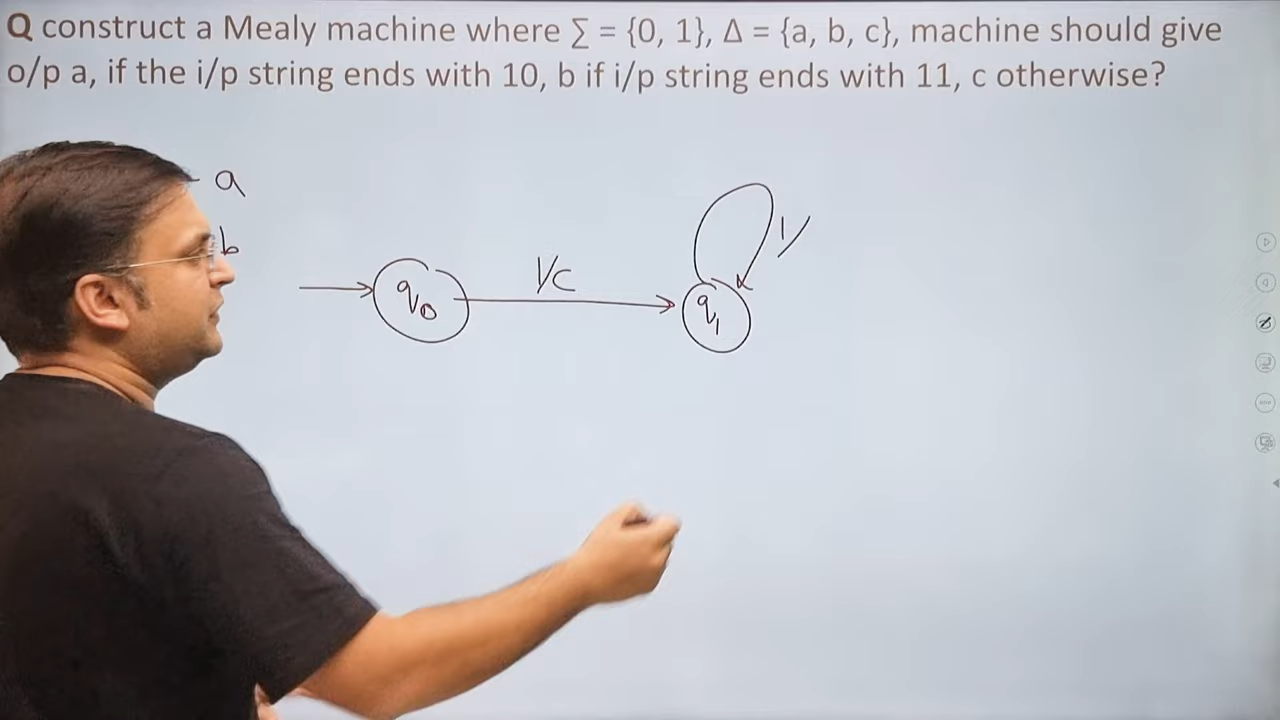 Q construct a Mealy machine where ∑ = {0, 1}, Δ = {a, b, c}, machine should give
o/p a, if the i/p string ends with 10, b if i/p string ends with 11, c otherwise?
a
b
q0
1/c
q1
1/